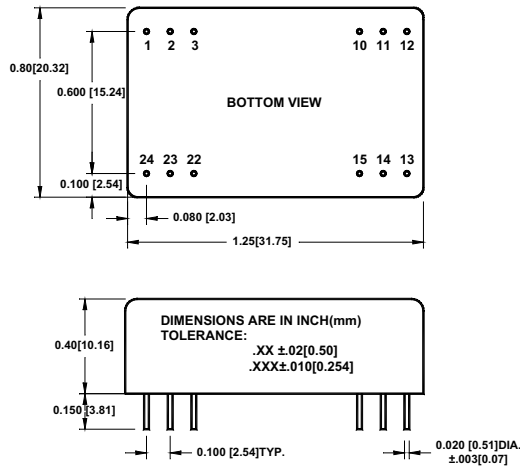 1 2 3 10 11 12
0.80[20.32]
0.600 [15.24]
BOTTOM VIEW
24 23 22 15 14 13
0.100 [2.54]
0.080 [2.03]
1.25[31.75]
DIMENSIONS ARE IN INCH(mm)
TOLERANCE:
.XX ±.02[0.50]
.XXX±.010[0.254]
0.40[10.16]
0.150 [3.81]
0.100 [2.54]TYP.
0.020 [0.51]DIA.
±.003[0.07]